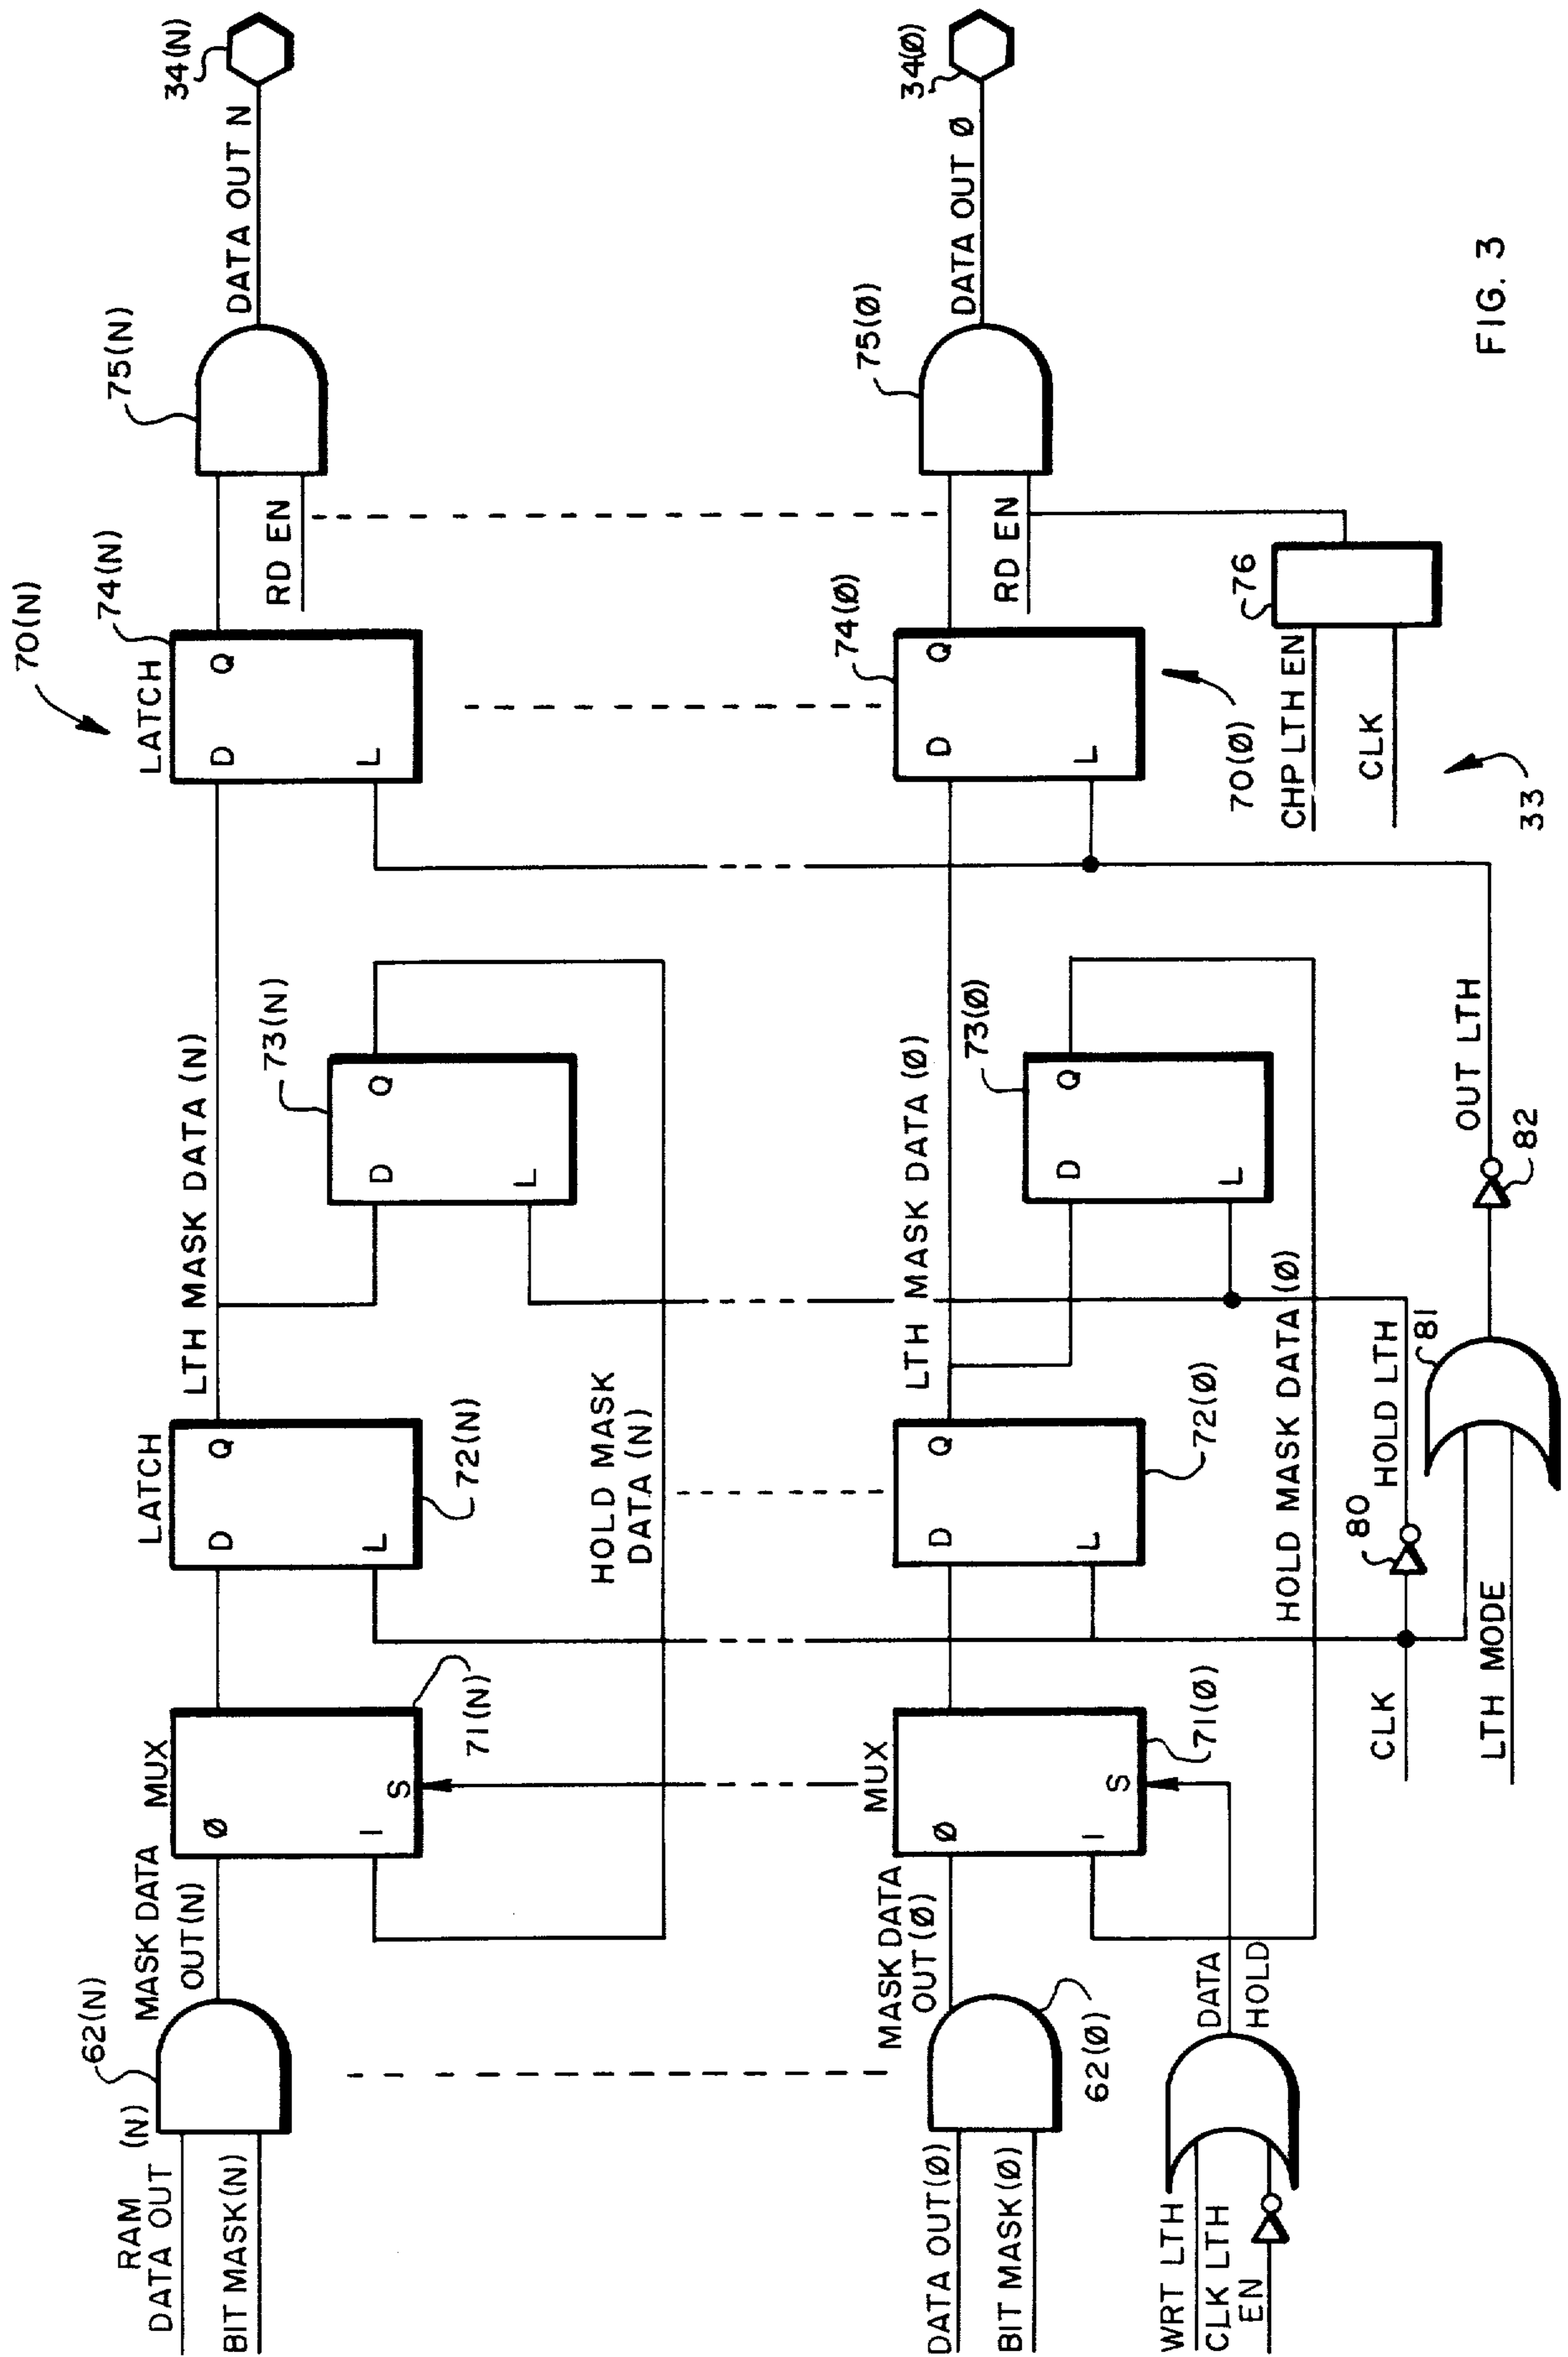 70(N)
62(N)
RAM
DATA OUT
(N)
BIT MASK(N)
MASK DATA
OUT(N)
MUX
Ø
1
S
71(N)
LATCH
D
Q
L
72(N)
LTH MASK DATA (N)
HOLD MASK
DATA (N)
73(N)
D
Q
L
LATCH
74(N)
D
Q
L
RD EN
75(N)
DATA OUT N
34(N)
DATA OUT(Ø)
BIT MASK(Ø)
62(Ø)
MASK DATA
OUT(Ø)
MUX
Ø
1
S
71(Ø)
D
Q
L
72(Ø)
LTH MASK DATA (Ø)
73(Ø)
D
Q
L
HOLD MASK DATA (Ø)
74(Ø)
D
Q
L
70(Ø)
RD EN
75(Ø)
DATA OUT Ø
34(Ø)
WRT LTH
CLK LTH
EN
DATA
HOLD
CLK
80
HOLD LTH
LTH MODE
81
82
OUT LTH
CHP LTH EN
CLK
76
33
FIG. 3